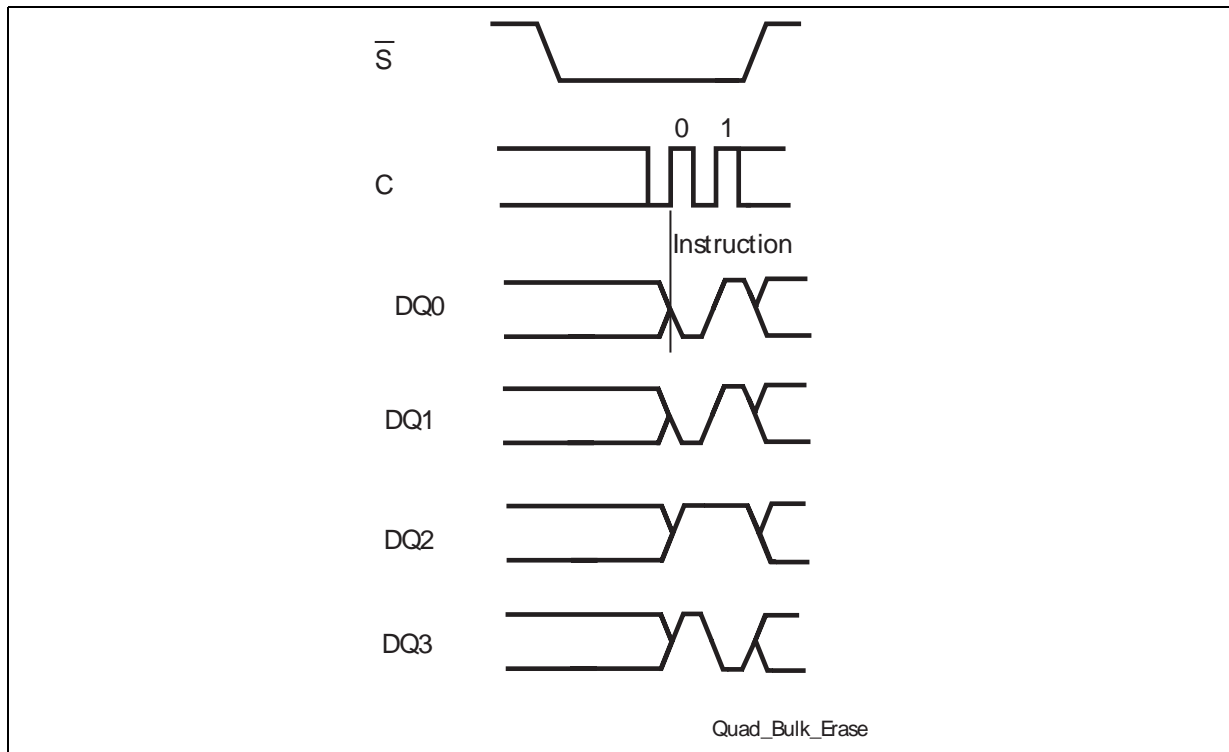 S̅
0 1
C
Instruction
DQ0
DQ1
DQ2
DQ3
Quad_Bulk_Erase